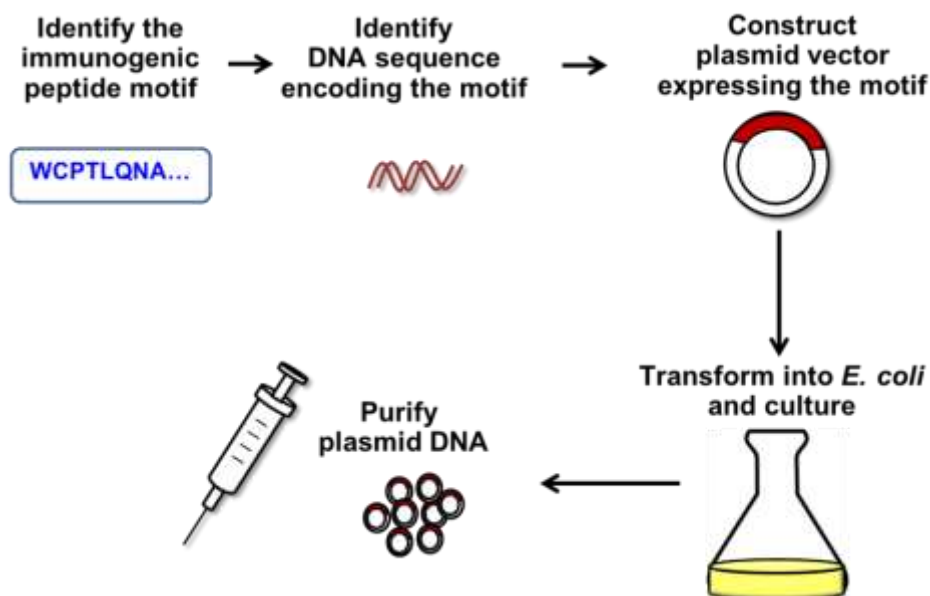 Identify the
immunogenic
peptide motif
Identify
DNA sequence
encoding the motif
Construct
plasmid vector
expressing the motif
WCPTLQNA...
Transform into E. coli
and culture
Purify
plasmid DNA